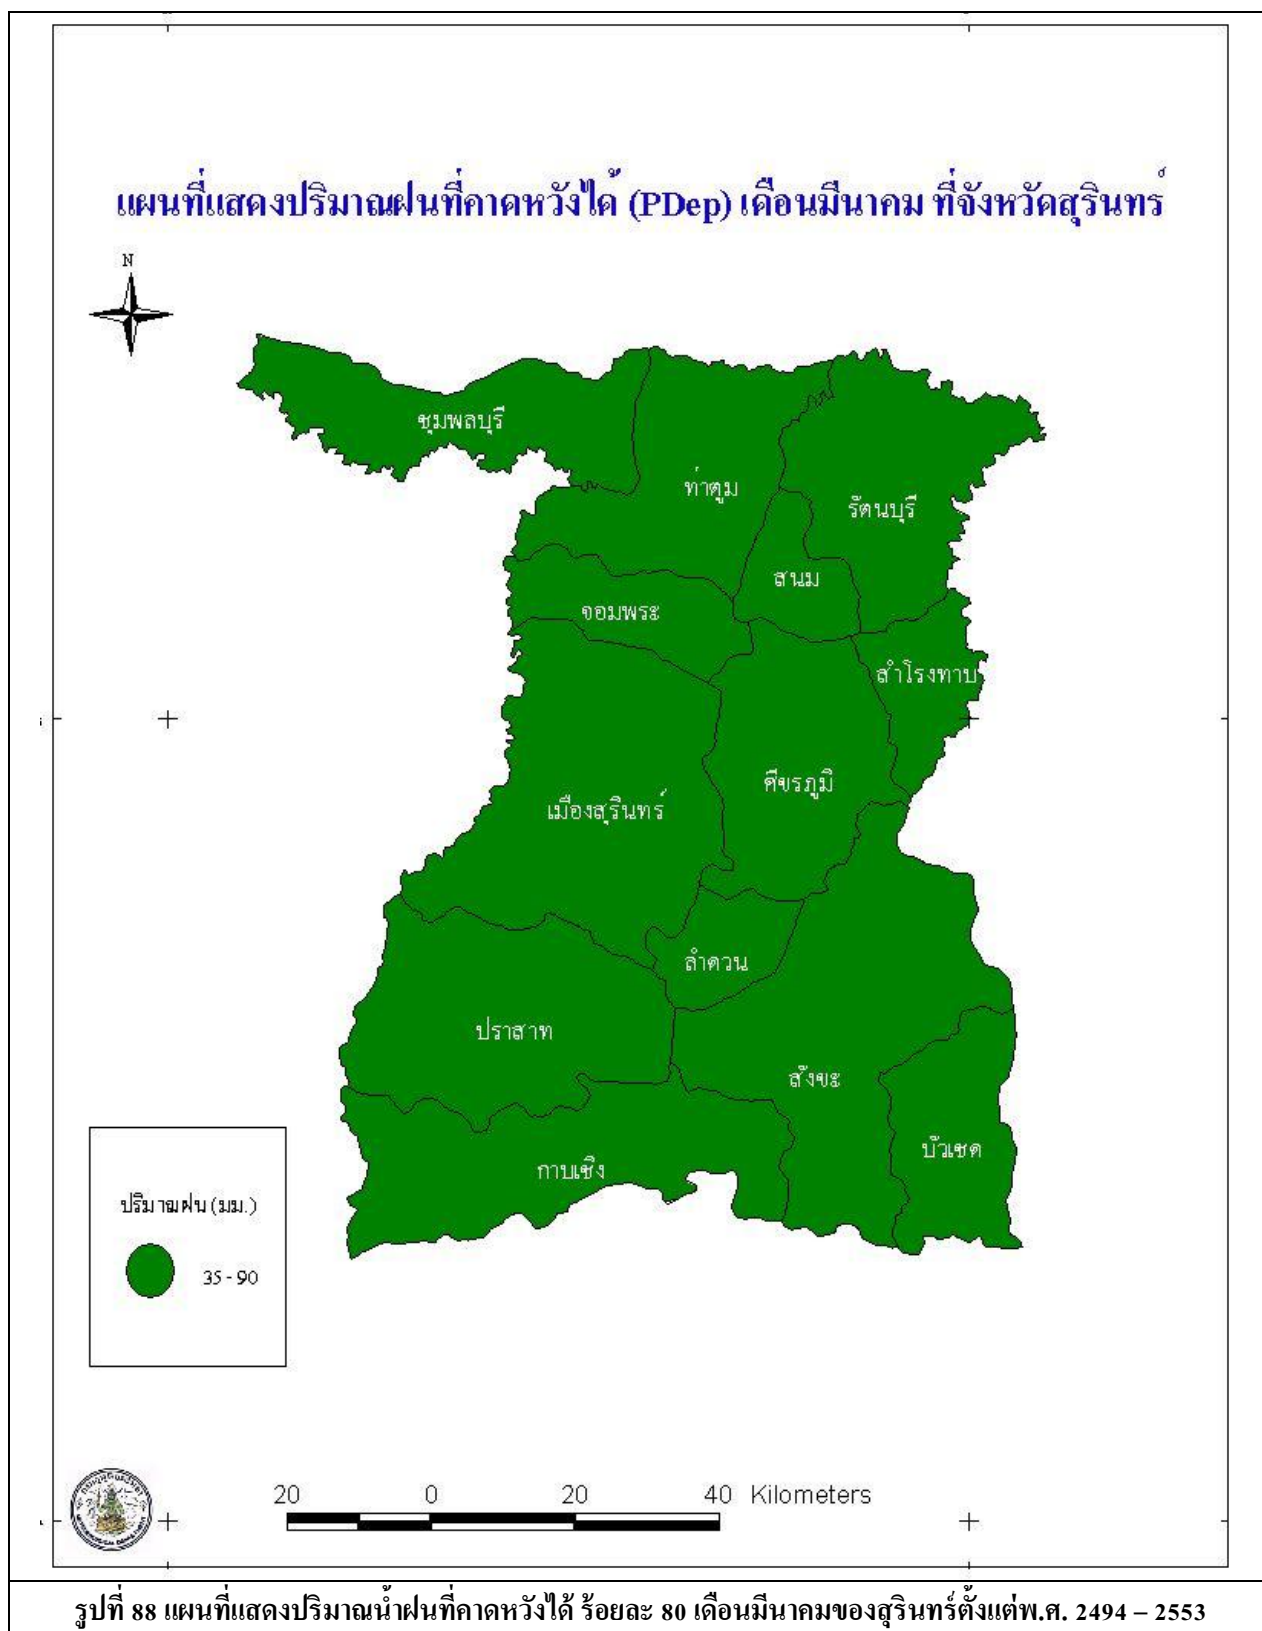 แผนที่แสดงปริมาณฝนที่คาดหวังได้ (PDep) เดือนมีนาคม ที่จังหวัดสุรินทร์
N
ชุมพลบุรี
ท่าตูม
รัตนบุรี
สนม
จอมพระ
สำโรงทาบ
ศีขรภูมิ
เมืองสุรินทร์
ลำดวน
ปราสาท
สังขะ
บัวเชด
กาบเชิง
ปริมาณฝน (มม.)
35 - 90
20 0 20 40 Kilometers
รูปที่ 88 แผนที่แสดงปริมาณน้ำฝนที่คาดหวังได้ ร้อยละ 80 เดือนมีนาคมของสุรินทร์ตั้งแต่พ.ศ. 2494 – 2553